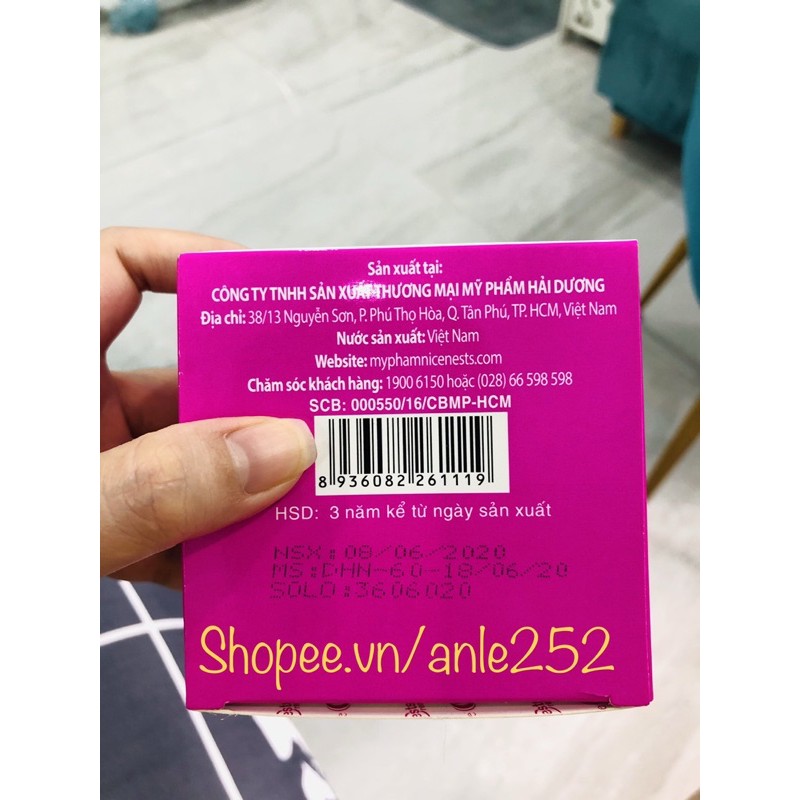 Sản xuất tại:
CÔNG TY TNHH SẢN XUẤT THƯƠNG MẠI MỸ PHẨM HẢI DƯƠNG
Địa chỉ: 38/13 Nguyễn Sơn, P. Phú Thọ Hòa, Q. Tân Phú, TP. HCM, Việt Nam
Nước sản xuất: Việt Nam
Website: myphamnicenests.com
Chăm sóc khách hàng: 1900 6150 hoặc (028) 66 598 598
SCB: 000550/16/CBMP-HCM
8 936082 261119
HSD: 3 năm kể từ ngày sản xuất
NSX:08/06/2020
MS:DHN-60-18/06/20
SOLO:3606020
Shopee.vn/anle252